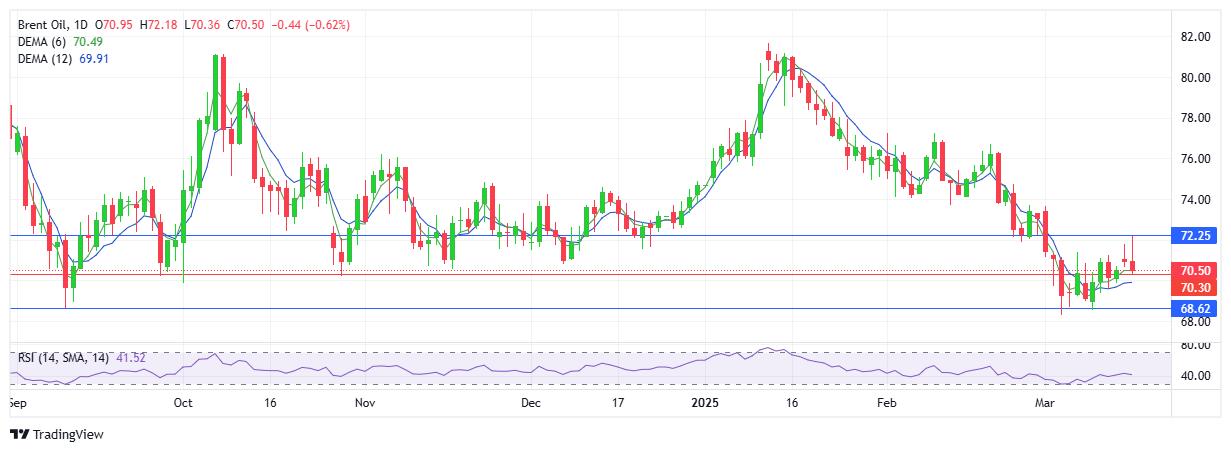 Brent Oil, 1D O70.95 H72.18 L70.36 C70.50 −0.44 (−0.62%)
DEMA (6) 70.49
DEMA (12) 69.91
82.00
80.00
78.00
76.00
74.00
72.25
70.50
70.30
68.62
68.00
RSI (14, SMA, 14) 41.52
80.00
40.00
Sep Oct 16 Nov Dec 17 2025 16 Feb Mar
TradingView